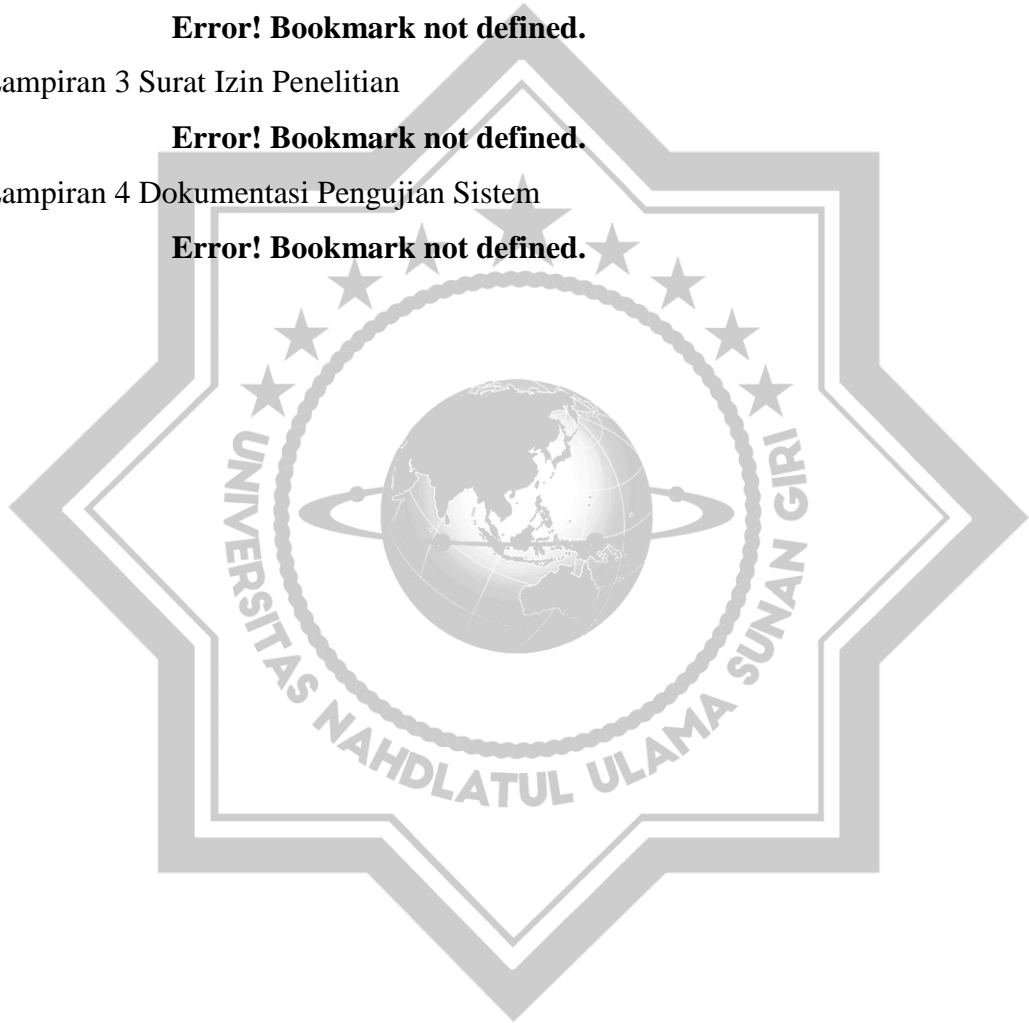 Error! Bookmark not defined.
ampiran 3 Surat Izin Penelitian
Error! Bookmark not defined.
ampiran 4 Dokumentasi Pengujian Sistem
Error! Bookmark not defined.
UNIVERSITAS NAHDLATUL ULAMA SUNAN GIRI